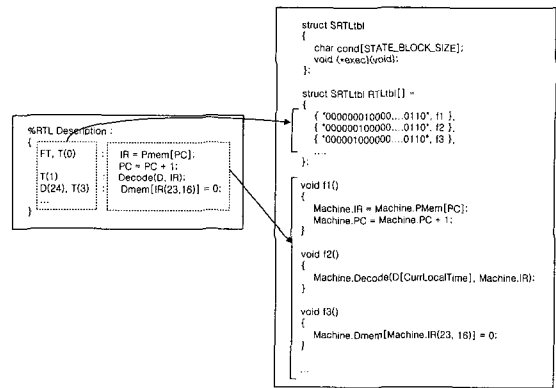 %RTL Description :
{
FT, T(0) : IR = Pmem[PC];
PC = PC + 1;
T(1) : Decode(D, IR);
D(24), T(3) : Dmem[IR(23,16)] = 0;
...
}
struct SRTLtbl
{
char cond[STATE_BLOCK_SIZE];
void (*exec)(void);
};
struct SRTLtbl RTLtbl[] =
{
{ "000000010000....0110", f1 },
{ "000000100000....0110", f2 },
{ "000001000000....0110", f3 },
....
};
void f1()
{
Machine.IR = Machine.PMem[PC];
Machine.PC = Machine.PC + 1;
}
void f2()
{
Machine.Decode(D[CurrLocalTime], Machine.IR);
}
void f3()
{
Machine.Dmem[Machine.IR(23, 16)] = 0;
}
...